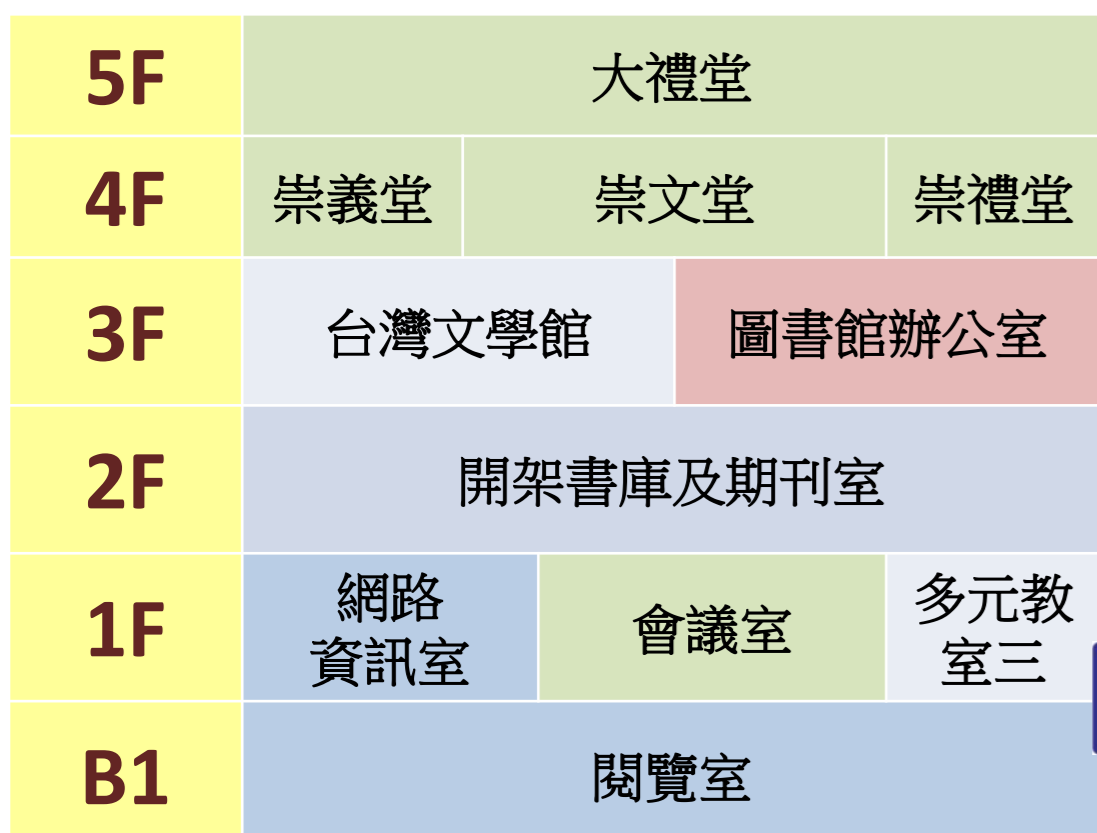 5F
大禮堂
4F
崇義堂
崇文堂
崇禮堂
3F
台灣文學館
圖書館辦公室
2F
開架書庫及期刊室
1F
網路
資訊室
會議室
多元教
室三
B1
閱覽室